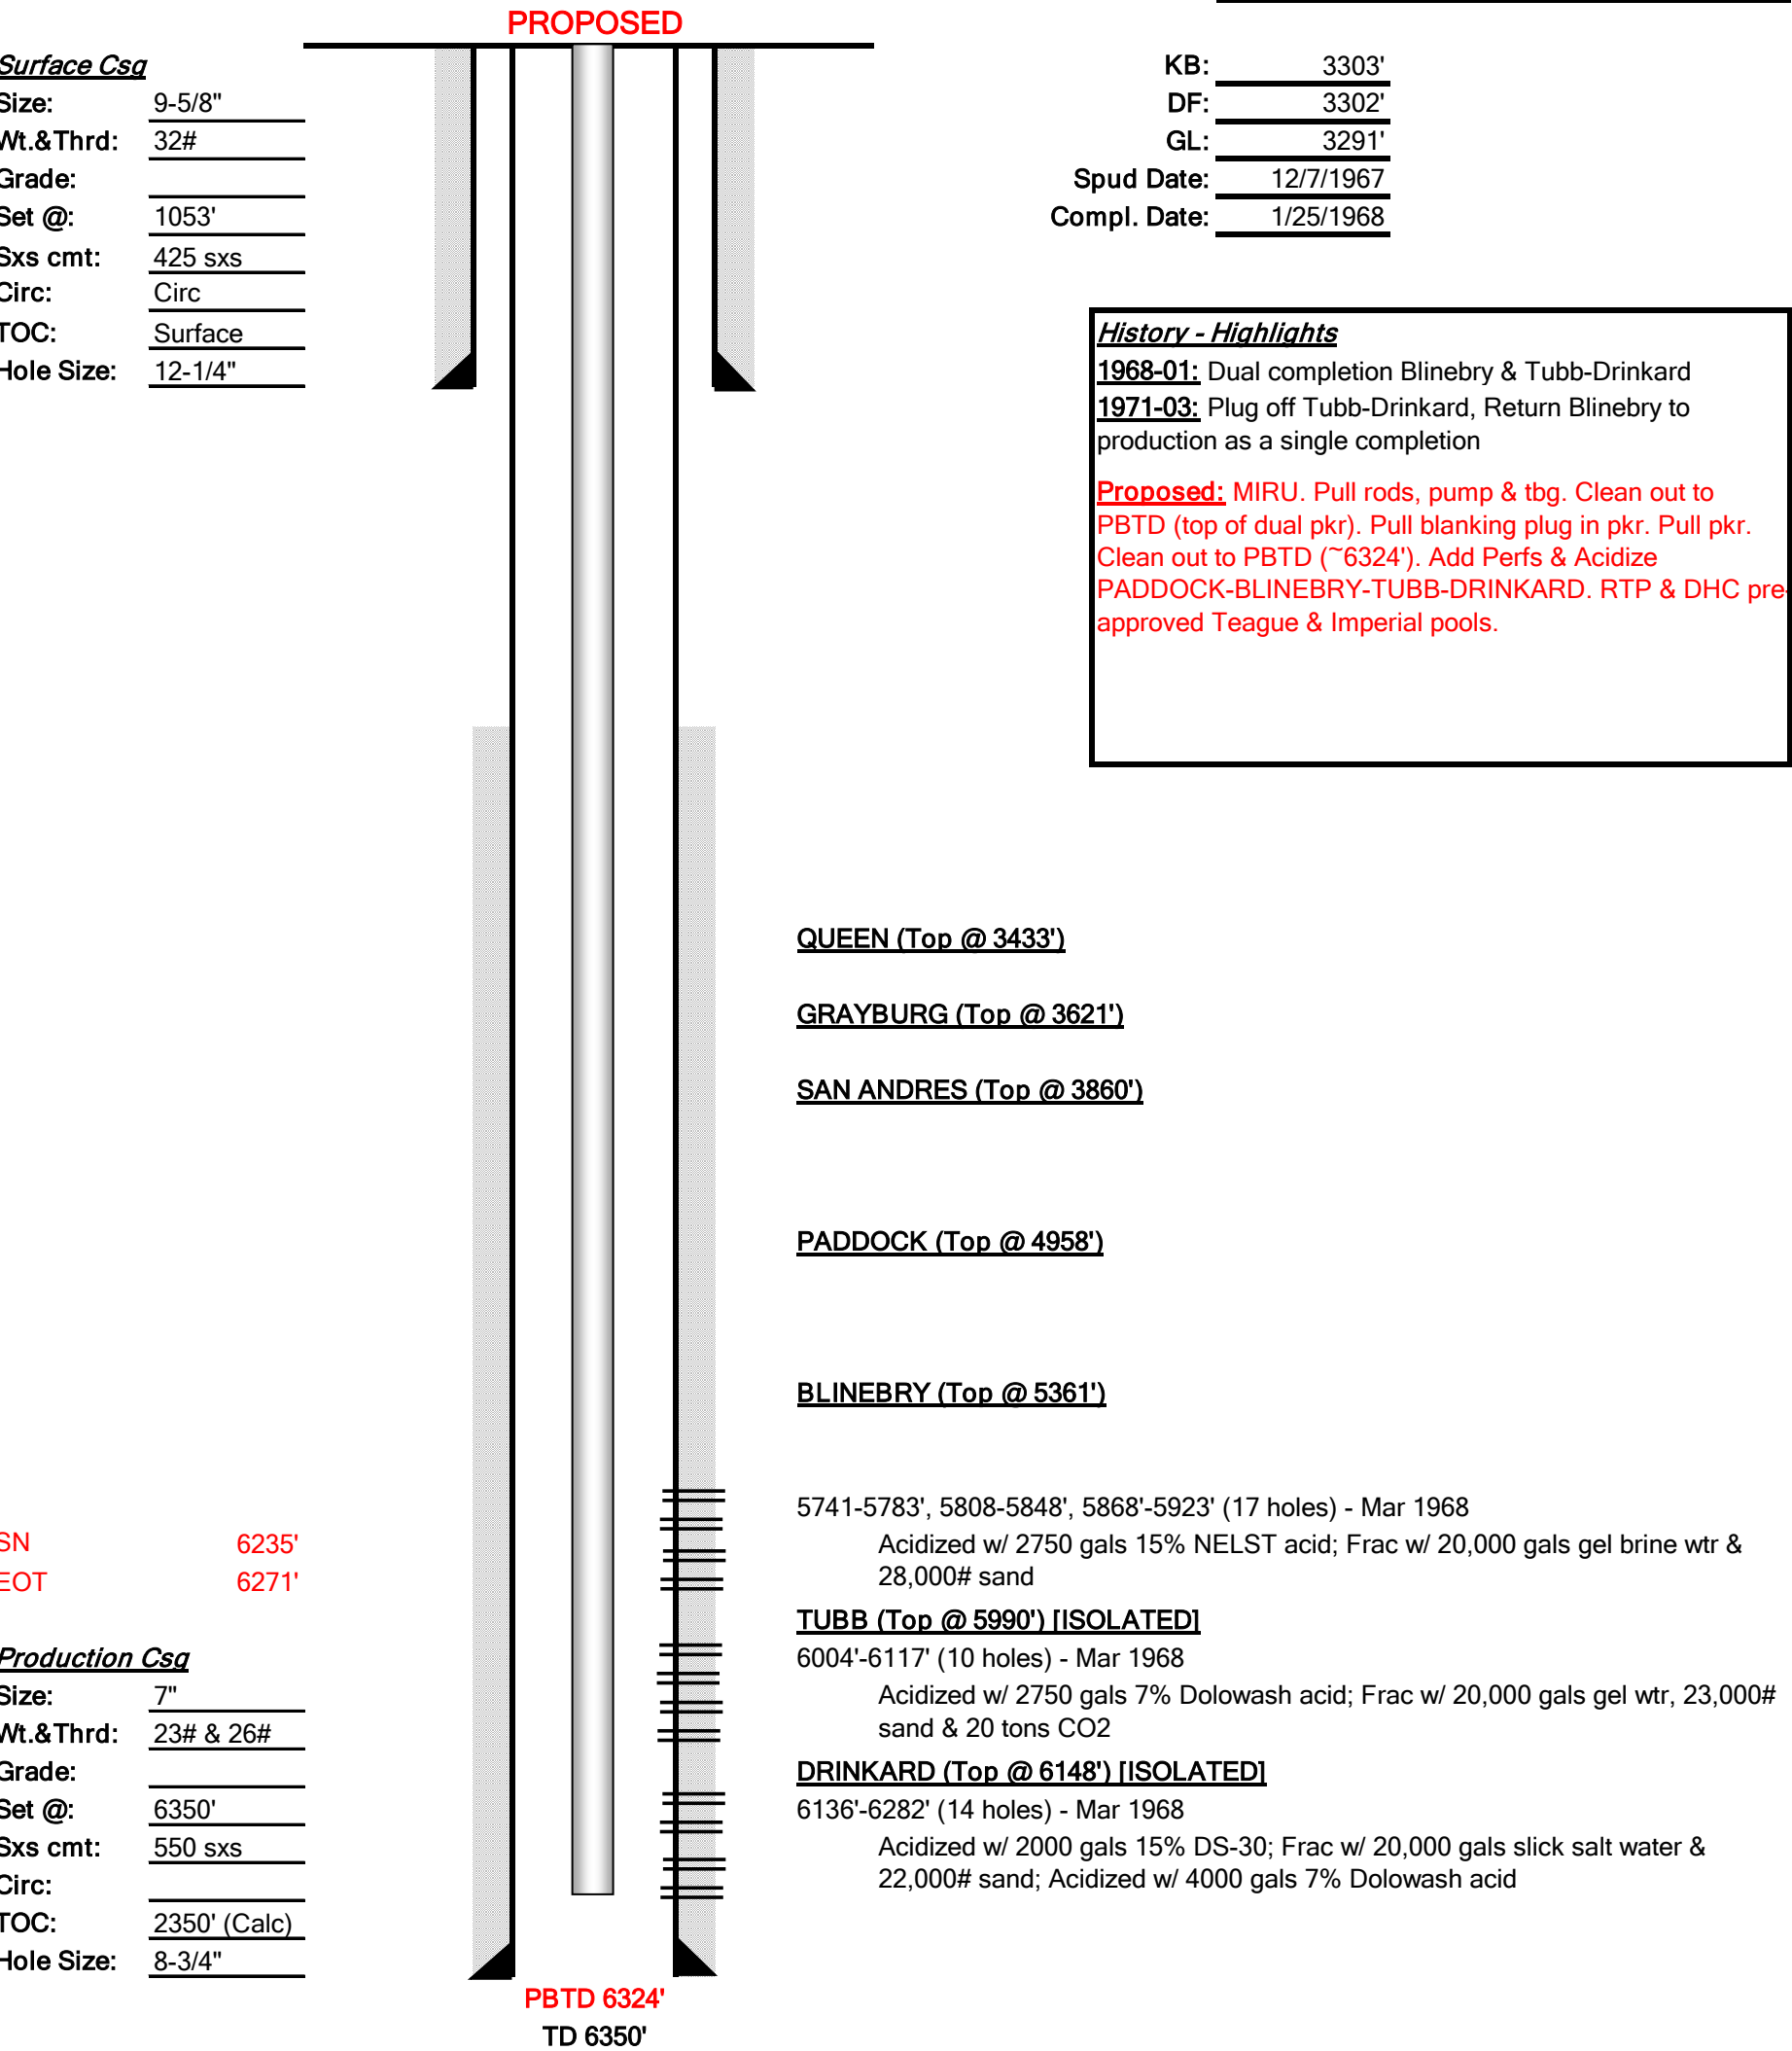 PROPOSED
Surface Csg
Size: 9-5/8"
Wt.&Thrd: 32#
Grade:
Set @: 1053'
Sxs cmt: 425 sxs
Circ: Circ
TOC: Surface
Hole Size: 12-1/4"
KB: 3303'
DF: 3302'
GL: 3291'
Spud Date: 12/7/1967
Compl. Date: 1/25/1968
History - Highlights
1968-01: Dual completion Blinebry & Tubb-Drinkard
1971-03: Plug off Tubb-Drinkard, Return Blinebry to
production as a single completion
Proposed: MIRU. Pull rods, pump & tbg. Clean out to
PBTD (top of dual pkr). Pull blanking plug in pkr. Pull pkr.
Clean out to PBTD (~6324'). Add Perfs & Acidize
PADDOCK-BLINEBRY-TUBB-DRINKARD. RTP & DHC pre-
approved Teague & Imperial pools.
QUEEN (Top @ 3433')
GRAYBURG (Top @ 3621')
SAN ANDRES (Top @ 3860')
PADDOCK (Top @ 4958')
BLINEBRY (Top @ 5361')
5741-5783', 5808-5848', 5868'-5923' (17 holes) - Mar 1968
Acidized w/ 2750 gals 15% NELST acid; Frac w/ 20,000 gals gel brine wtr &
28,000# sand
TUBB (Top @ 5990') [ISOLATED]
6004'-6117' (10 holes) - Mar 1968
Acidized w/ 2750 gals 7% Dolowash acid; Frac w/ 20,000 gals gel wtr, 23,000#
sand & 20 tons CO2
DRINKARD (Top @ 6148') [ISOLATED]
6136'-6282' (14 holes) - Mar 1968
Acidized w/ 2000 gals 15% DS-30; Frac w/ 20,000 gals slick salt water &
22,000# sand; Acidized w/ 4000 gals 7% Dolowash acid
SN 6235'
EOT 6271'
Production Csg
Size: 7"
Wt.&Thrd: 23# & 26#
Grade:
Set @: 6350'
Sxs cmt: 550 sxs
Circ:
TOC: 2350' (Calc)
Hole Size: 8-3/4"
PBTD 6324'
TD 6350'